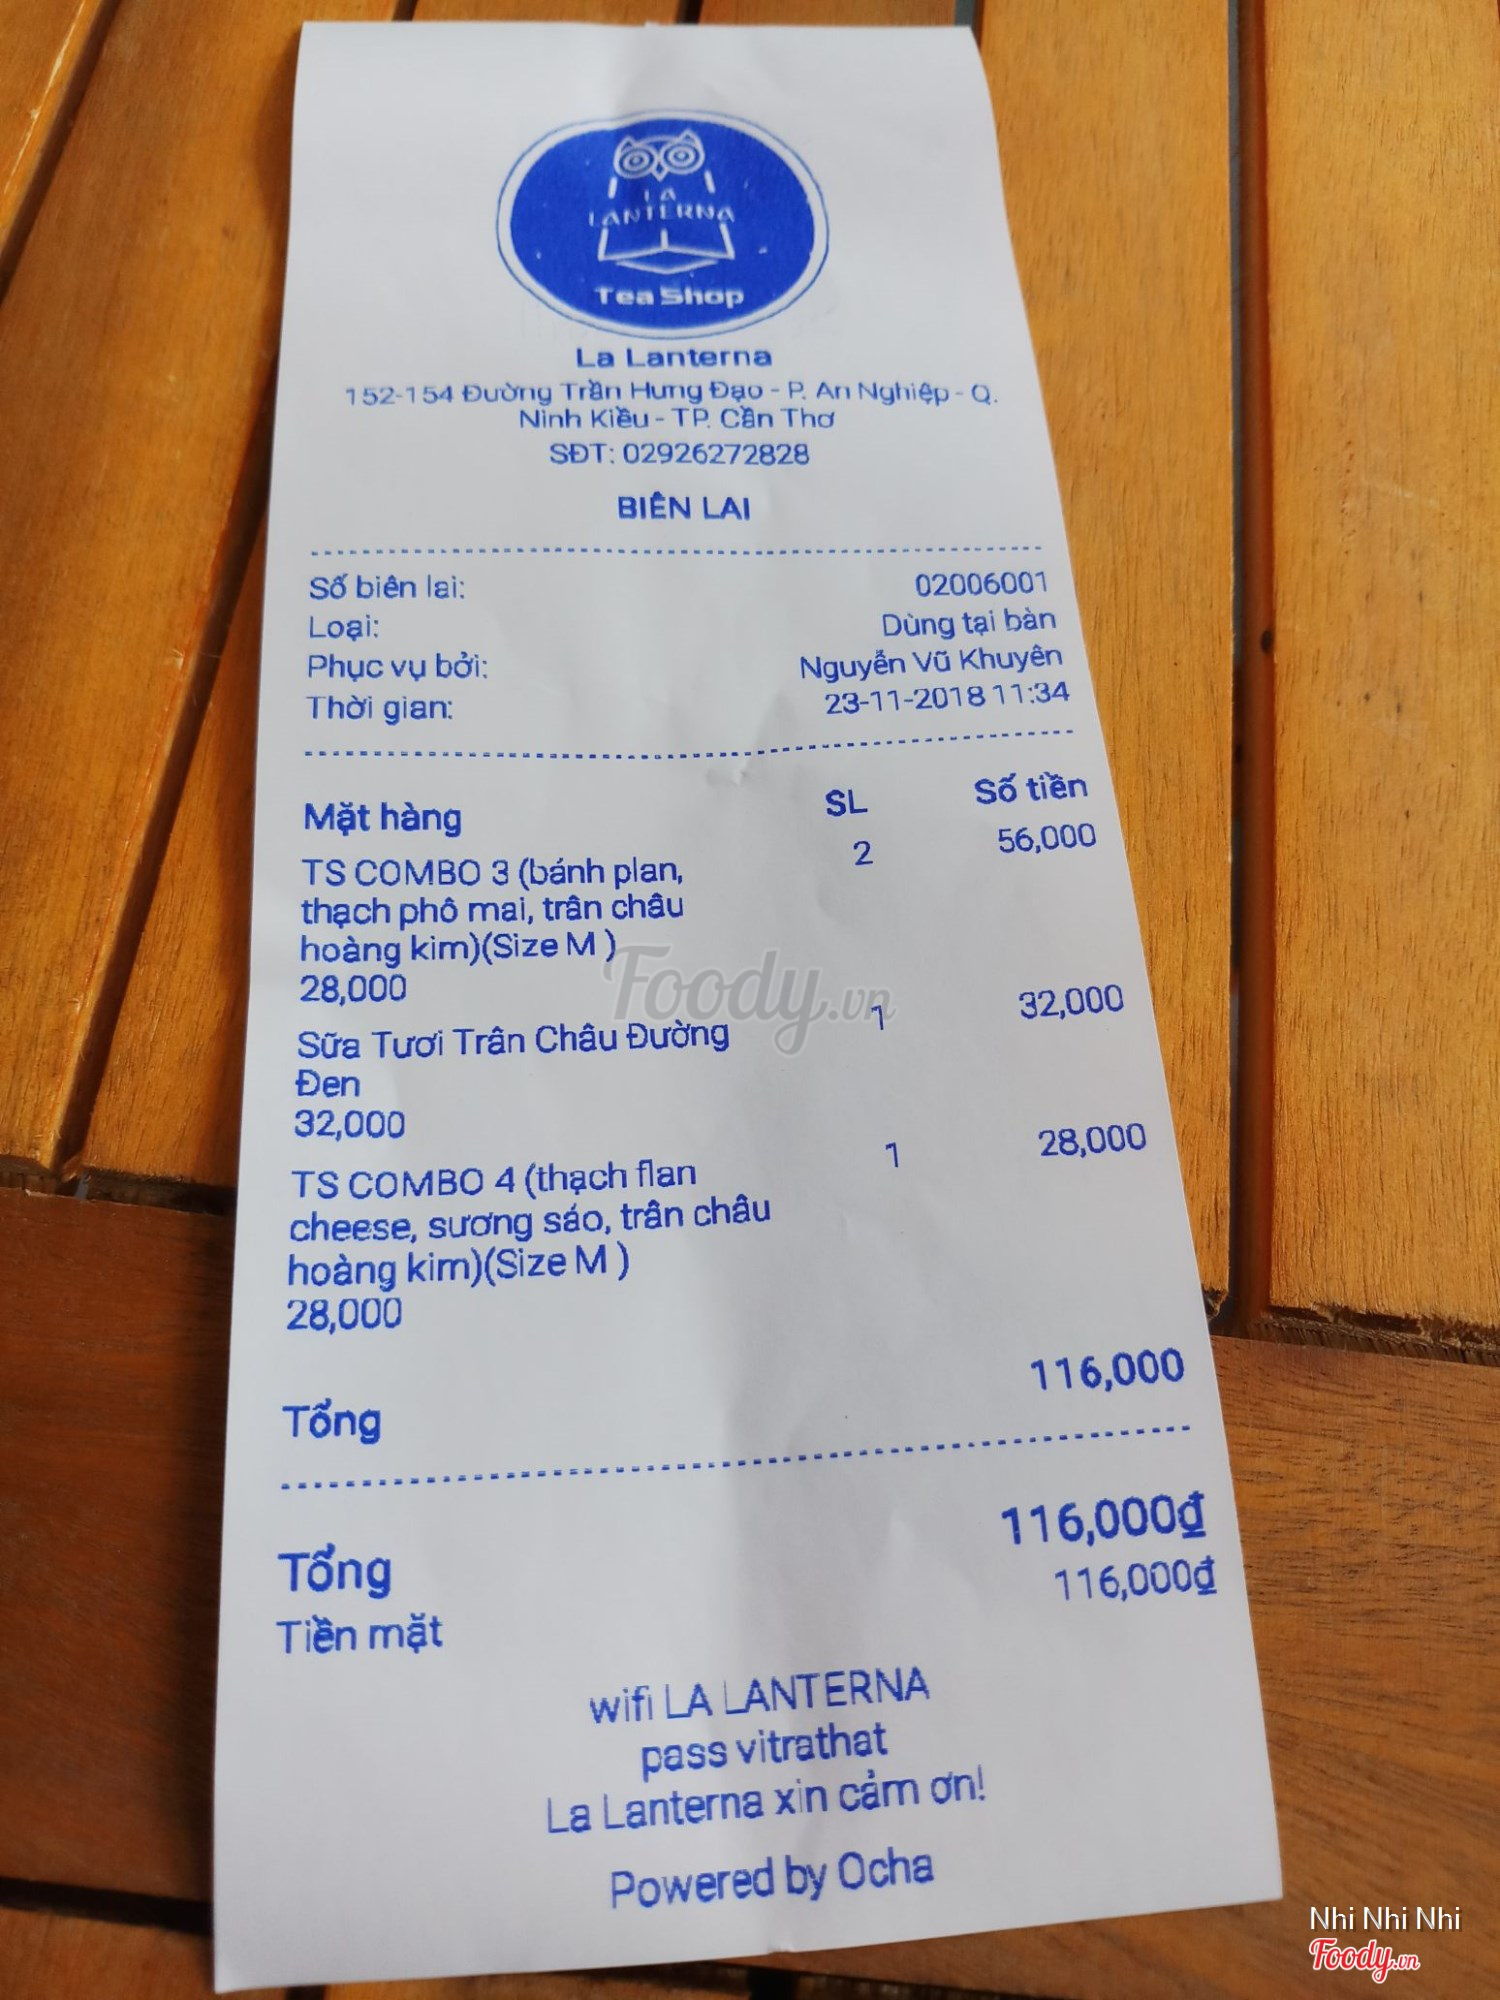 LA
LANTERNA
Tea Shop
La Lanterna
152-154 Đường Trần Hưng Đạo - P. An Nghiệp - Q.
Ninh Kiều - TP. Cần Thơ
SĐT: 02926272828
BIÊN LAI
Số biên lai: 02006001
Loại: Dùng tại bàn
Phục vụ bởi: Nguyễn Vũ Khuyên
Thời gian: 23-11-2018 11:34
Mặt hàng SL Số tiền
TS COMBO 3 (bánh plan, 2 56,000
thạch phô mai, trân châu
hoàng kim)(Size M )
28,000
Sữa Tươi Trân Châu Đường 1 32,000
Đen
32,000
TS COMBO 4 (thạch flan 1 28,000
cheese, sương sáo, trân châu
hoàng kim)(Size M )
28,000
Tổng 116,000
Tổng 116,000₫
Tiền mặt 116,000₫
wifi LA LANTERNA
pass vitrathat
La Lanterna xin cảm ơn!
Powered by Ocha
Foody.vn
Nhi Nhi Nhi
Foody.vn